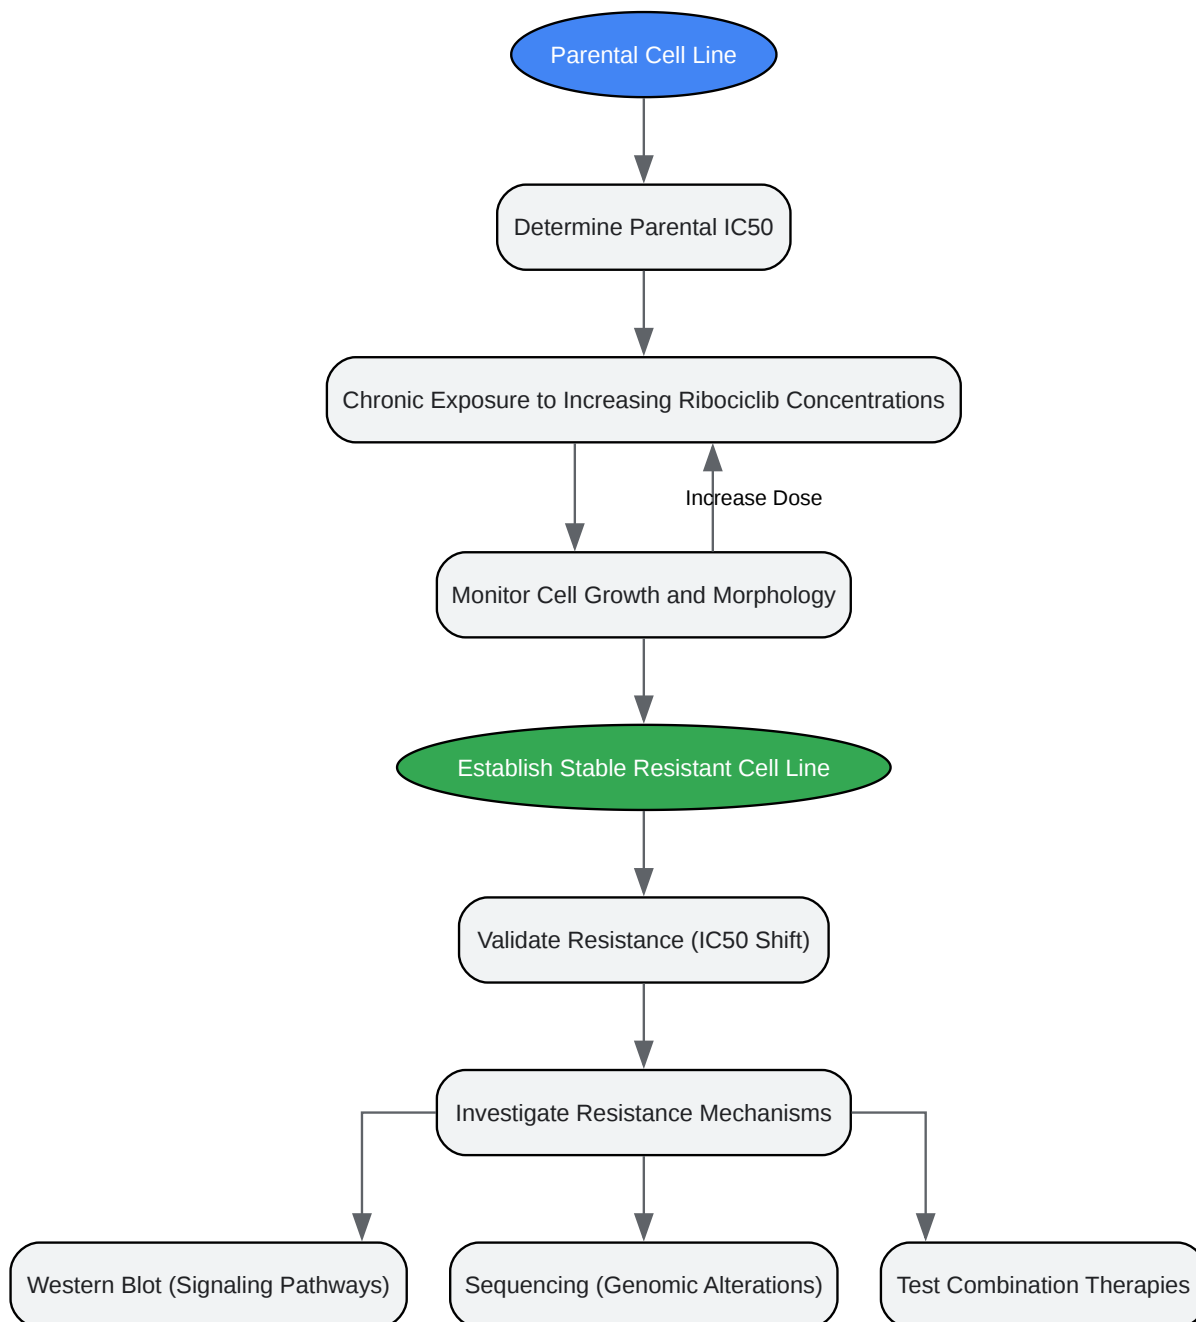 Parental Cell Line
Determine Parental IC50
Chronic Exposure to Increasing Ribociclib Concentrations
Increase Dose
Monitor Cell Growth and Morphology
Establish Stable Resistant Cell Line
Validate Resistance (IC50 Shift)
Investigate Resistance Mechanisms
Western Blot (Signaling Pathways)
Sequencing (Genomic Alterations)
Test Combination Therapies